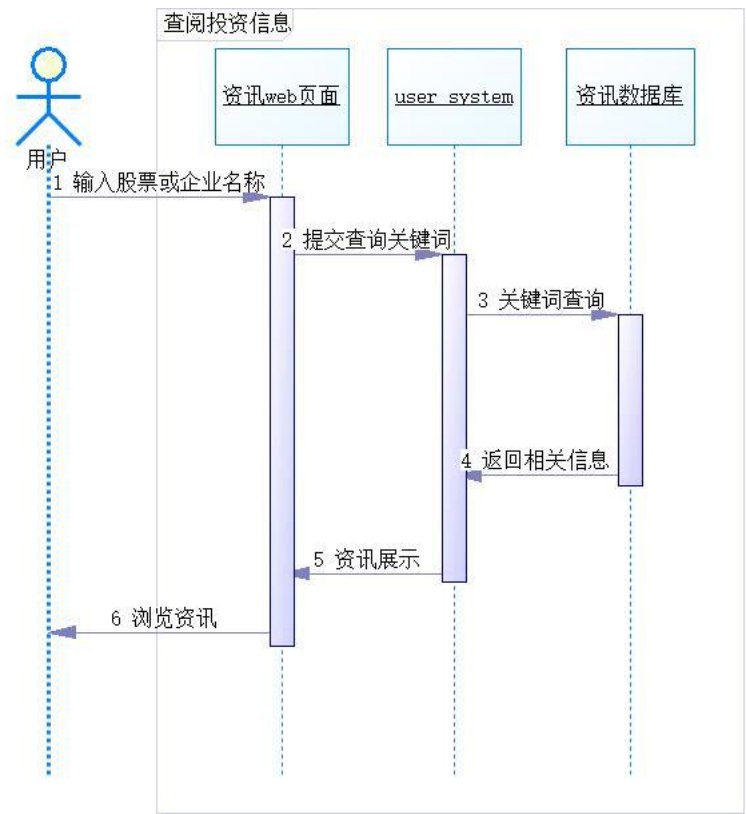 查阅投资信息
资讯web页面
user system
资讯数据库
用户
1 输入股票或企业名称
2 提交查询关键词
3 关键词查询
4 返回相关信息
5 资讯展示
6 浏览资讯